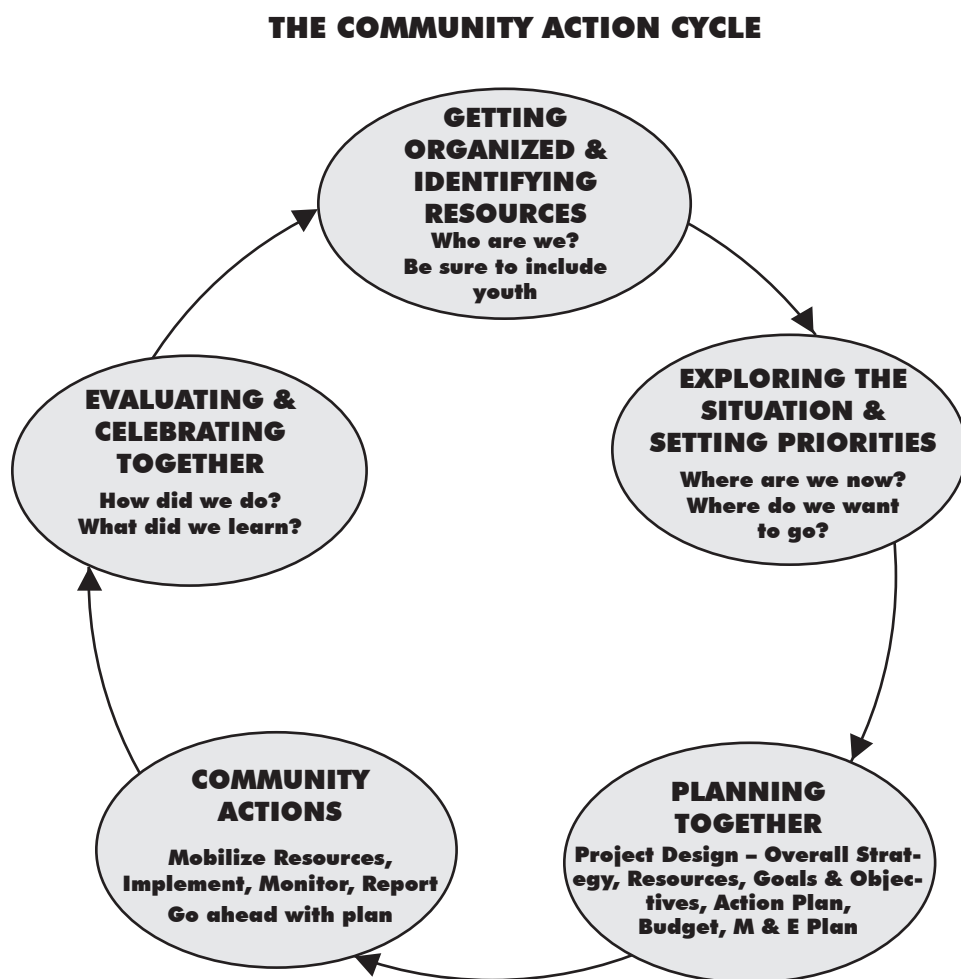 THE COMMUNITY ACTION CYCLE
GETTING
ORGANIZED &
IDENTIFYING
RESOURCES
Who are we?
Be sure to include
youth
EXPLORING THE
SITUATION &
SETTING PRIORITIES
Where are we now?
Where do we want
to go?
PLANNING
TOGETHER
Project Design – Overall Strat-
egy, Resources, Goals & Objec-
tives, Action Plan,
Budget, M & E Plan
COMMUNITY
ACTIONS
Mobilize Resources,
Implement, Monitor, Report
Go ahead with plan
EVALUATING &
CELEBRATING
TOGETHER
How did we do?
What did we learn?